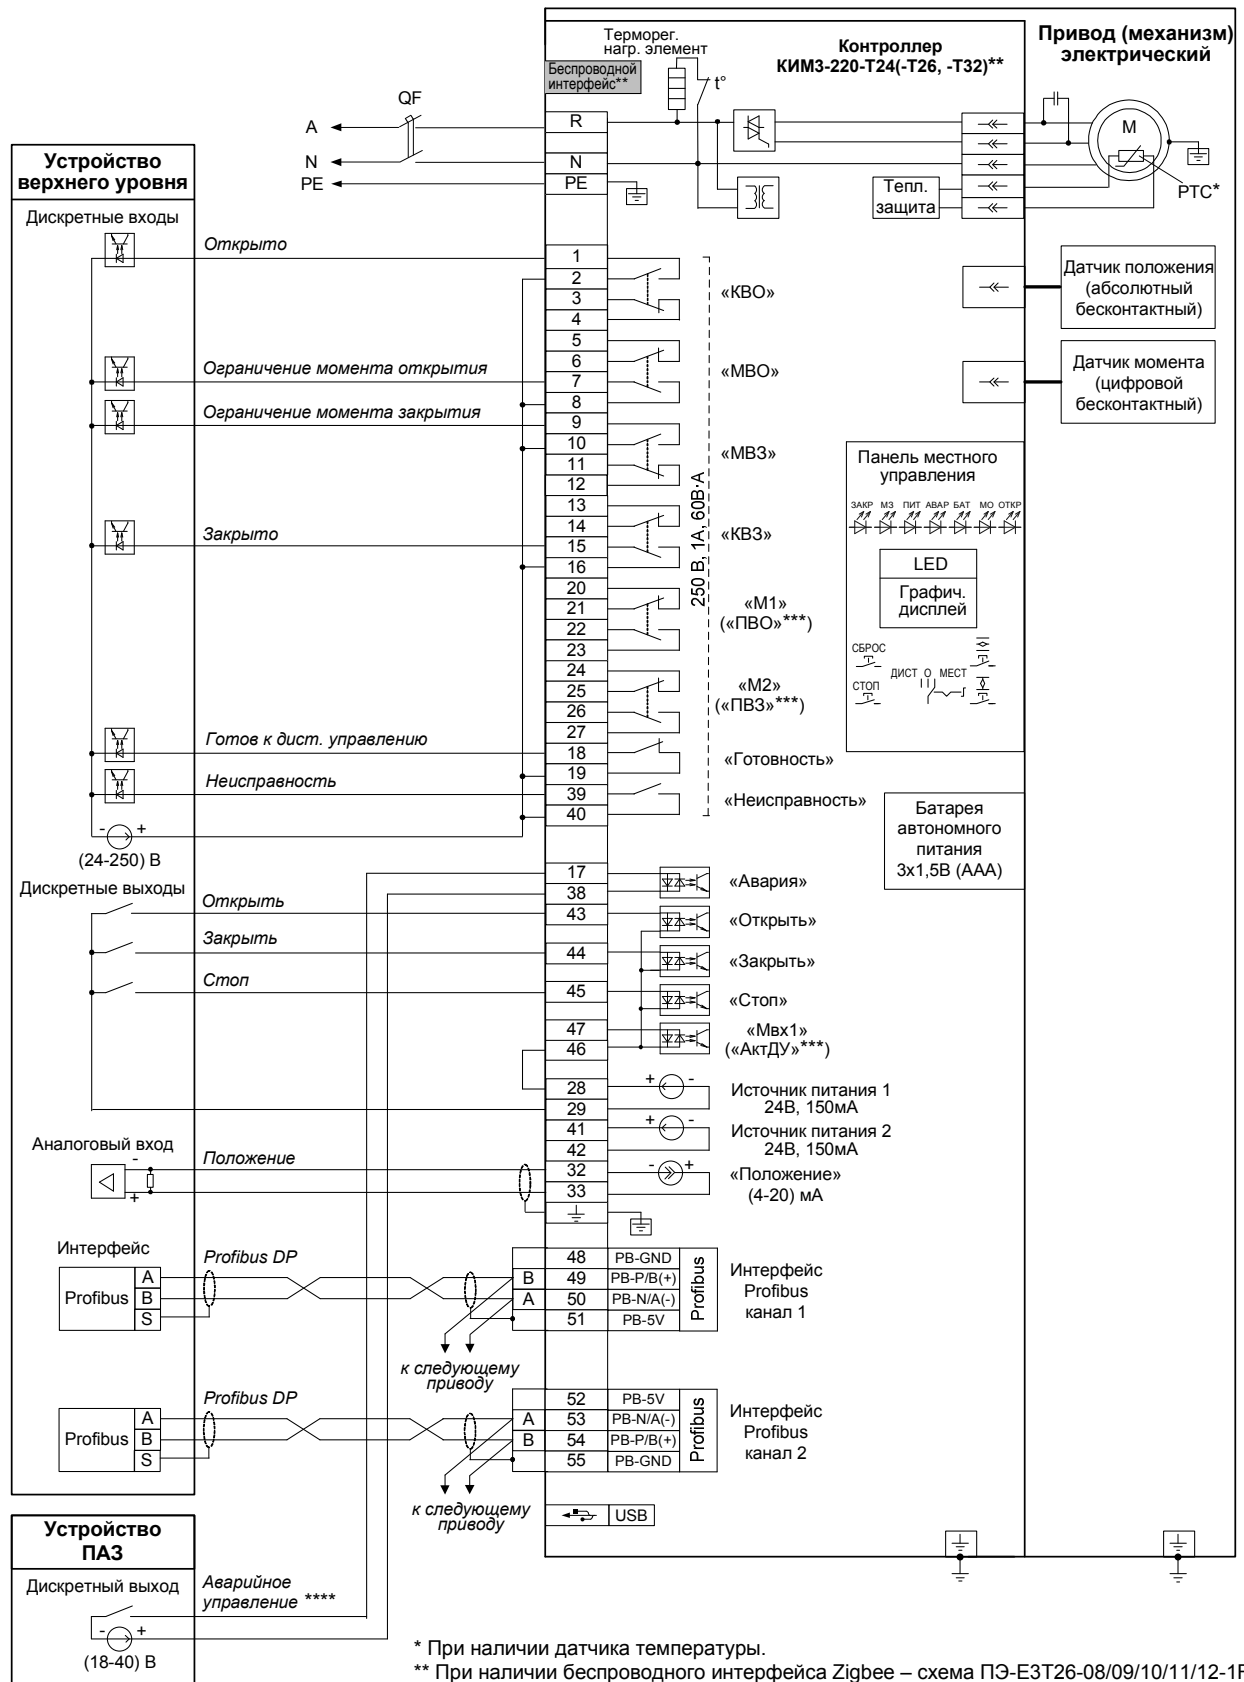 Терморег.
нагр. элемент
Контроллер
КИМ3-220-Т24(-Т26, -Т32)**
Привод (механизм)
электрический
Беспроводной
интерфейс**
t°
QF
A
R
N
N
PE
PE
M
PTC*
Тепл.
защита
Устройство
верхнего уровня
Дискретные входы
Открыто
1
2
3
4
«КВО»
Датчик положения
(абсолютный
бесконтактный)
5
6
7
8
«МВО»
Ограничение момента открытия
Датчик момента
(цифровой
бесконтактный)
Ограничение момента закрытия
9
10
11
12
«МВЗ»
250 В, 1А, 60В·А
Панель местного
управления
ЗАКР МЗ ПИТ АВАР БАТ МО ОТКР
LED
Графич.
дисплей
СБРОС
СТОП
ДИСТ О МЕСТ
Закрыто
13
14
15
16
«КВЗ»
20
21
22
23
«М1»
(«ПВО»***)
24
25
26
27
«М2»
(«ПВЗ»***)
Готов к дист. управлению
18
19
«Готовность»
Неисправность
39
40
«Неисправность»
- +
(24-250) В
Батарея
автономного
питания
3х1,5В (ААА)
Дискретные выходы
17
38
«Авария»
Открыть
43
«Открыть»
Закрыть
44
«Закрыть»
Стоп
45
«Стоп»
47
46
«Мвх1»
(«АктДУ»***)
28
29
+ -
Источник питания 1
24В, 150мА
41
42
+ -
Источник питания 2
24В, 150мА
Аналоговый вход
-
+
Положение
32
33
- +
«Положение»
(4-20) мА
Интерфейс
Profibus
A
B
S
Profibus DP
B
A
48 PB-GND
49 PB-P/B(+)
50 PB-N/A(-)
51 PB-5V
Profibus
Интерфейс
Profibus
канал 1
к следующему
приводу
Profibus
A
B
S
Profibus DP
A
B
52 PB-5V
53 PB-N/A(-)
54 PB-P/B(+)
55 PB-GND
Profibus
Интерфейс
Profibus
канал 2
к следующему
приводу
USB
Устройство
ПАЗ
Дискретный выход
Аварийное
управление ****
- +
(18-40) В
* При наличии датчика температуры.
** При наличии беспроводного интерфейса Zigbee – схема ПЭ-Е3Т26-08/09/10/11/12-1F